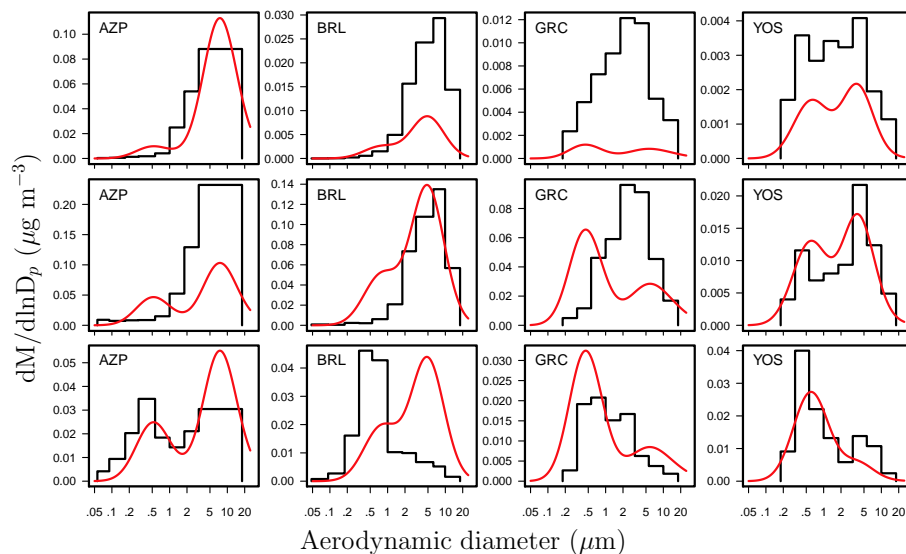 AZP BRL GRC YOS
0.00 0.02 0.04 0.06 0.08 0.10
0.000 0.005 0.010 0.015 0.020 0.025 0.030
0.000 0.002 0.004 0.006 0.008 0.010 0.012
0.000 0.001 0.002 0.003 0.004
AZP BRL GRC YOS
0.00 0.05 0.10 0.15 0.20
0.00 0.02 0.04 0.06 0.08 0.10 0.12 0.14
0.00 0.02 0.04 0.06 0.08
0.000 0.005 0.010 0.015 0.020
AZP BRL GRC YOS
0.00 0.01 0.02 0.03 0.04 0.05
0.00 0.01 0.02 0.03 0.04
0.000 0.005 0.010 0.015 0.020 0.025 0.030
0.00 0.01 0.02 0.03 0.04
dM/dlnDp (μg m−3)
.05 .1 .2 .5 1 2 5 10 20
.05 .1 .2 .5 1 2 5 10 20
.05 .1 .2 .5 1 2 5 10 20
.05 .1 .2 .5 1 2 5 10 20
Aerodynamic diameter (μm)